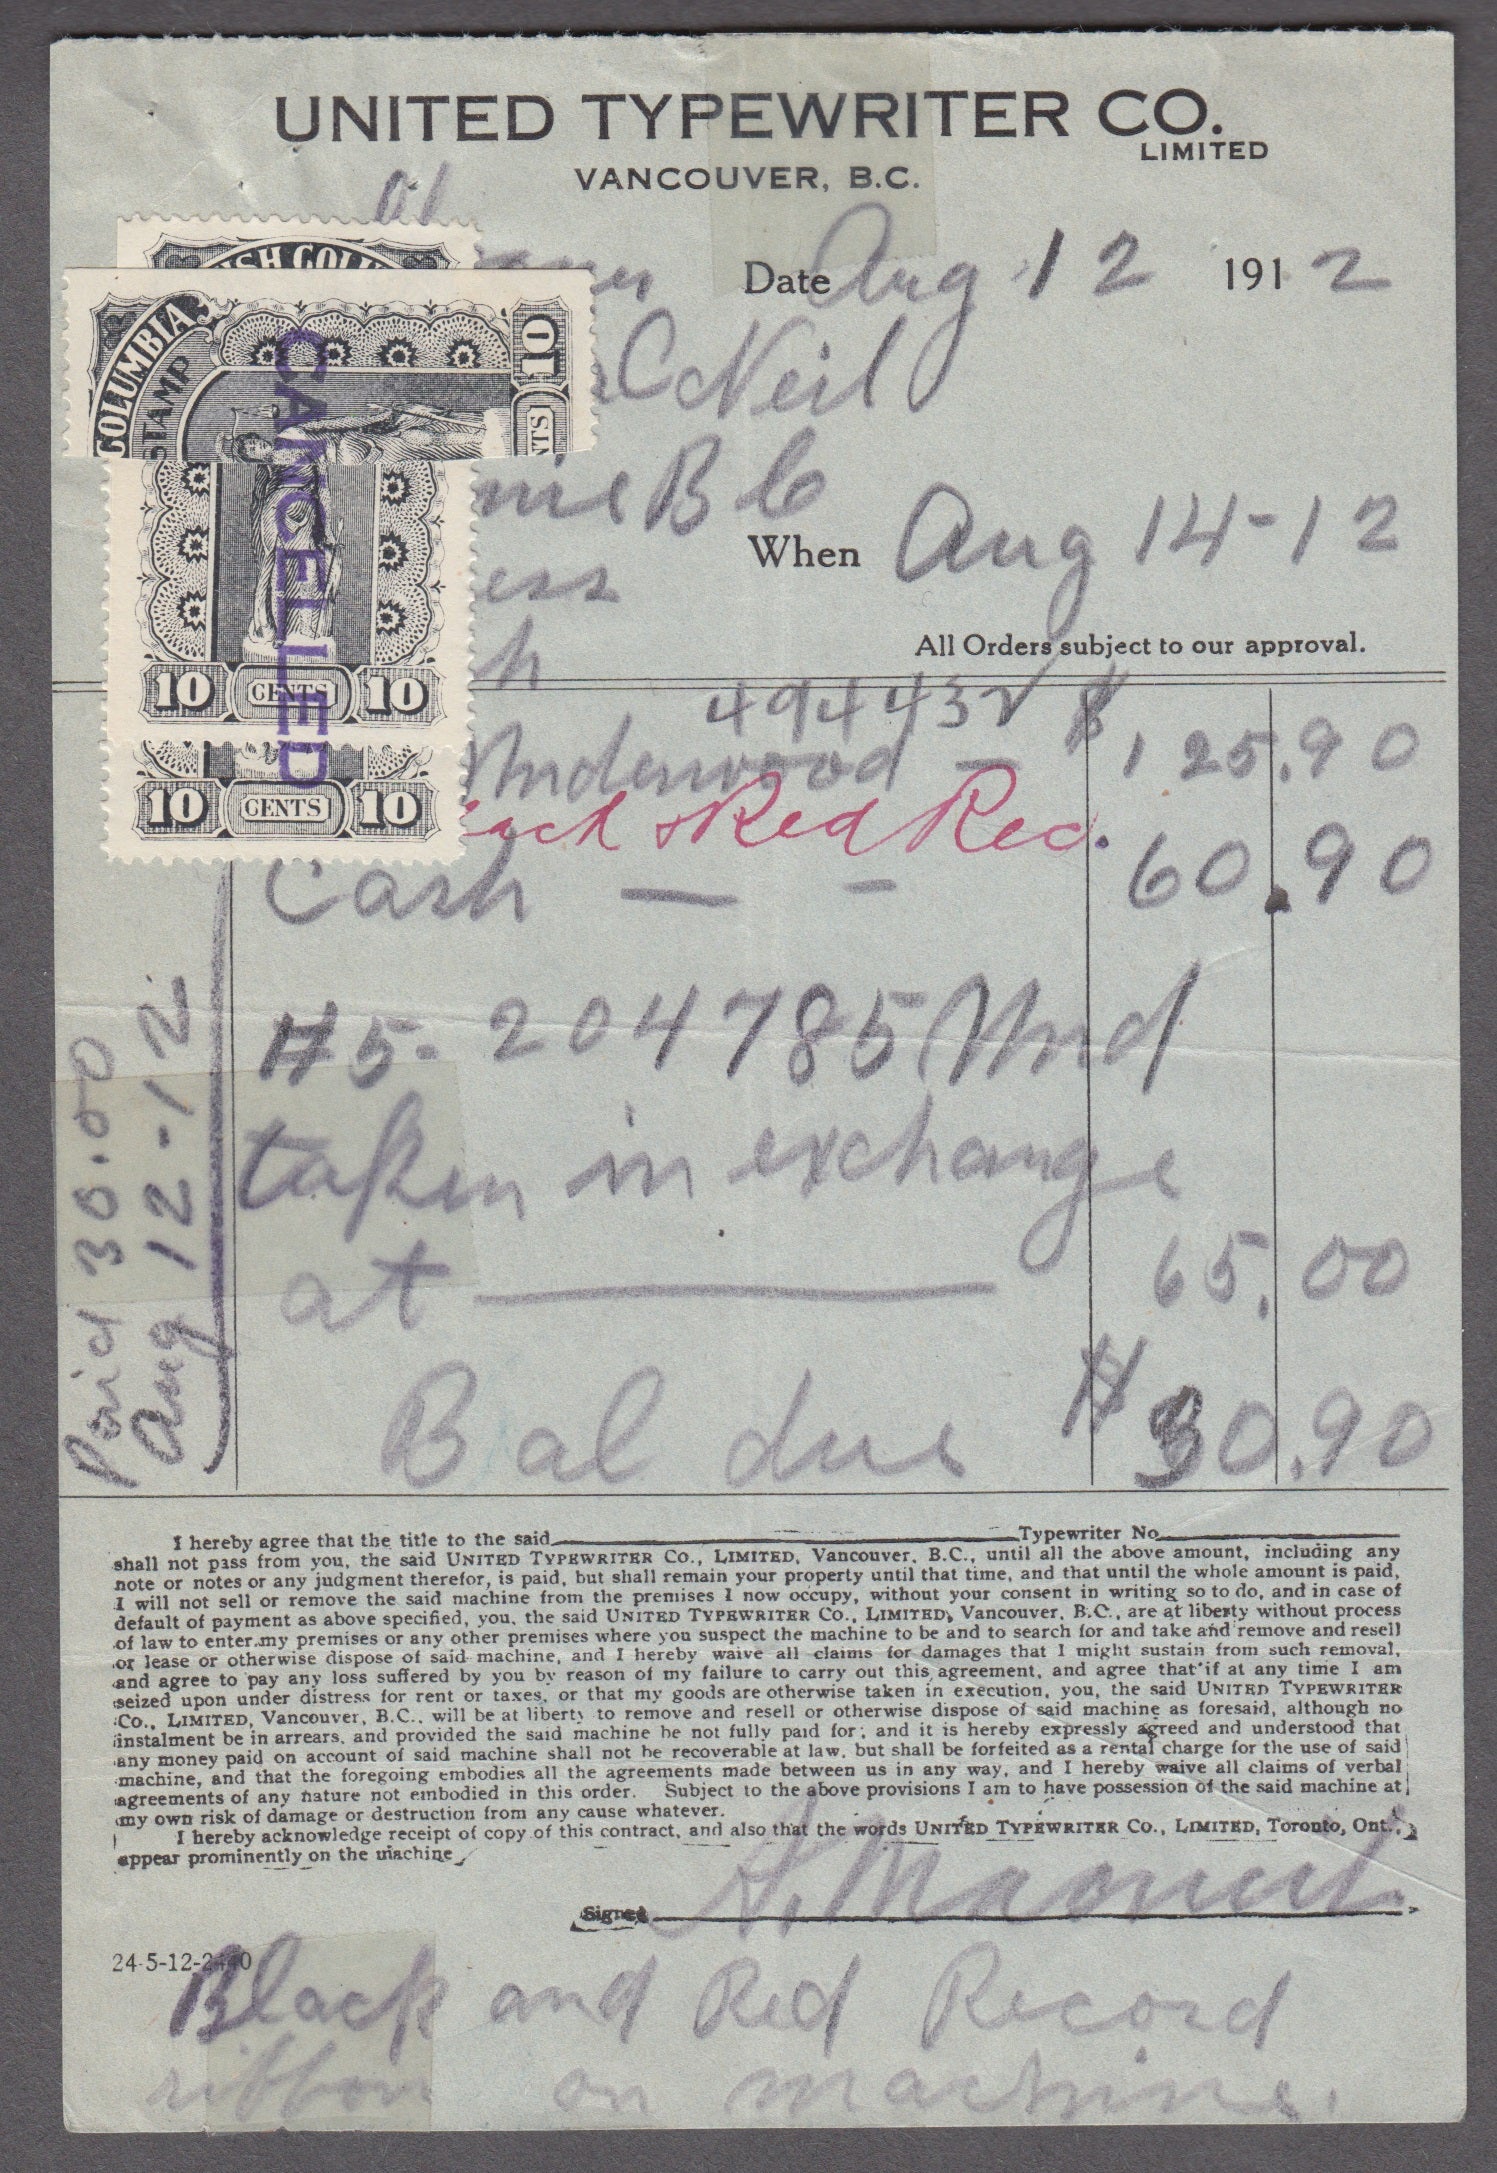 UNITED TYPEWRITER CO.
LIMITED
VANCOUVER, B.C.
Date Aug 12 1912
COLUMBIA
STAMP
10
CANCELLED
CNeil
B C
When Aug 14-12
All Orders subject to our approval.
10 CENTS 10
10 CENTS 10
494432 $
Underwood — 125.90
& Red Rec.
Cash — — 60.90
#5- 204785 Und
taken in exchange
at — 65.00
Bal due $ 30.90
Paid 30.00
Aug 12-12
I hereby agree that the title to the said Typewriter No
shall not pass from you, the said UNITED TYPEWRITER CO., LIMITED, Vancouver, B.C., until all the above amount, including any
note or notes or any judgment therefor, is paid, but shall remain your property until that time, and that until the whole amount is paid,
I will not sell or remove the said machine from the premises I now occupy, without your consent in writing so to do, and in case of
default of payment as above specified, you, the said UNITED TYPEWRITER CO., LIMITED, Vancouver, B.C., are at liberty without process
of law to enter my premises or any other premises where you suspect the machine to be and to search for and take and remove and resell
or lease or otherwise dispose of said machine, and I hereby waive all claims for damages that I might sustain from such removal,
and agree to pay any loss suffered by you by reason of my failure to carry out this agreement, and agree that if at any time I am
seized upon under distress for rent or taxes, or that my goods are otherwise taken in execution, you, the said UNITED TYPEWRITER
CO., LIMITED, Vancouver, B.C., will be at liberty to remove and resell or otherwise dispose of said machine as foresaid, although no
instalment be in arrears, and provided the said machine be not fully paid for; and it is hereby expressly agreed and understood that
any money paid on account of said machine shall not be recoverable at law, but shall be forfeited as a rental charge for the use of said
machine, and that the foregoing embodies all the agreements made between us in any way, and I hereby waive all claims of verbal
agreements of any nature not embodied in this order. Subject to the above provisions I am to have possession of the said machine at
my own risk of damage or destruction from any cause whatever.
I hereby acknowledge receipt of copy of this contract, and also that the words UNITED TYPEWRITER CO., LIMITED, Toronto, Ont.,
appear prominently on the machine.
Signed
24-5-12-2440
Black and Red Record
ribbon on machine.